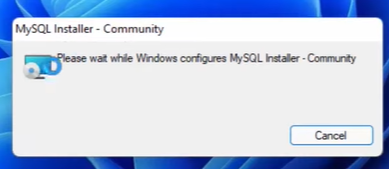 MySQL Installer - Community
Please wait while Windows configures MySQL Installer - Community
Cancel